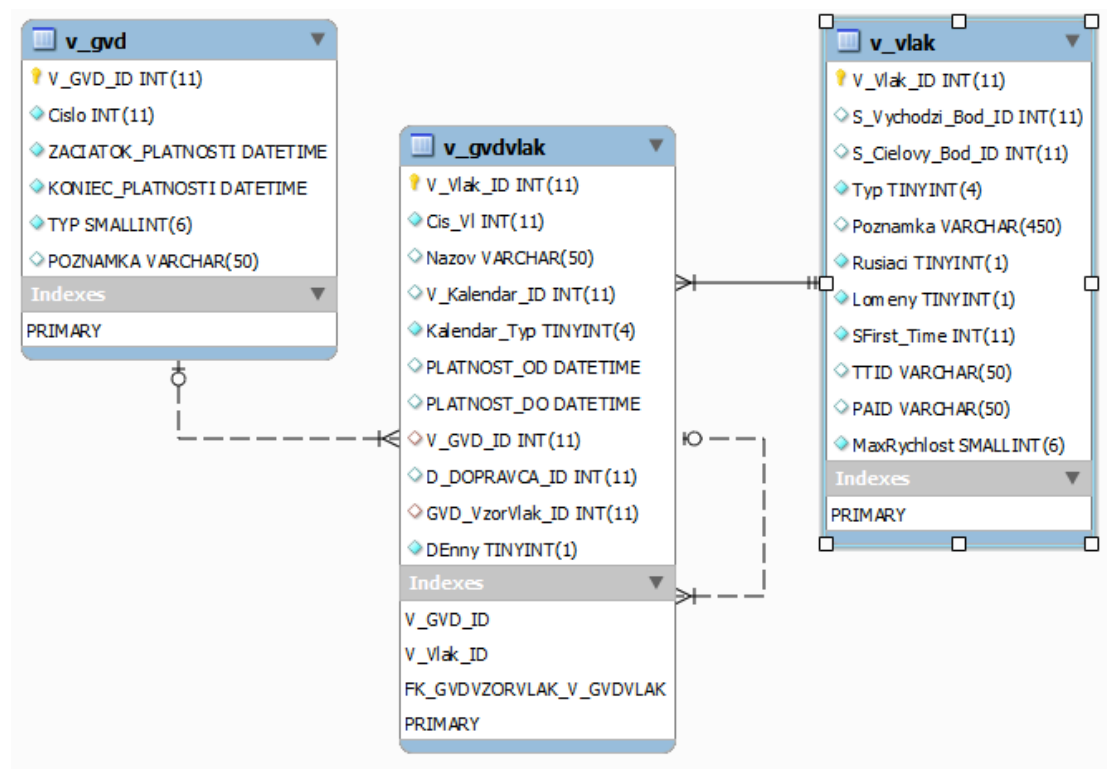 v_gvd
V_GVD_ID INT(11)
Cislo INT(11)
ZACIATOK_PLATNOSTI DATETIME
KONIEC_PLATNOSTI DATETIME
TYP SMALLINT(6)
POZNAMKA VARCHAR(50)
Indexes
PRIMARY
v_gvdvlak
V_Vlak_ID INT(11)
Cis_Vl INT(11)
Nazov VARCHAR(50)
V_Kalendar_ID INT(11)
Kalendar_Typ TINYINT(4)
PLATNOST_OD DATETIME
PLATNOST_DO DATETIME
V_GVD_ID INT(11)
D_DOPRAVCA_ID INT(11)
GVD_VzorVlak_ID INT(11)
DEnny TINYINT(1)
Indexes
V_GVD_ID
V_Vlak_ID
FK_GVDVZORVLAK_V_GVDVLAK
PRIMARY
v_vlak
V_Vlak_ID INT(11)
S_Vychodzi_Bod_ID INT(11)
S_Cielovy_Bod_ID INT(11)
Typ TINYINT(4)
Poznamka VARCHAR(450)
Rusiaci TINYINT(1)
Lomeny TINYINT(1)
SFirst_Time INT(11)
TTID VARCHAR(50)
PAID VARCHAR(50)
MaxRychlost SMALLINT(6)
Indexes
PRIMARY